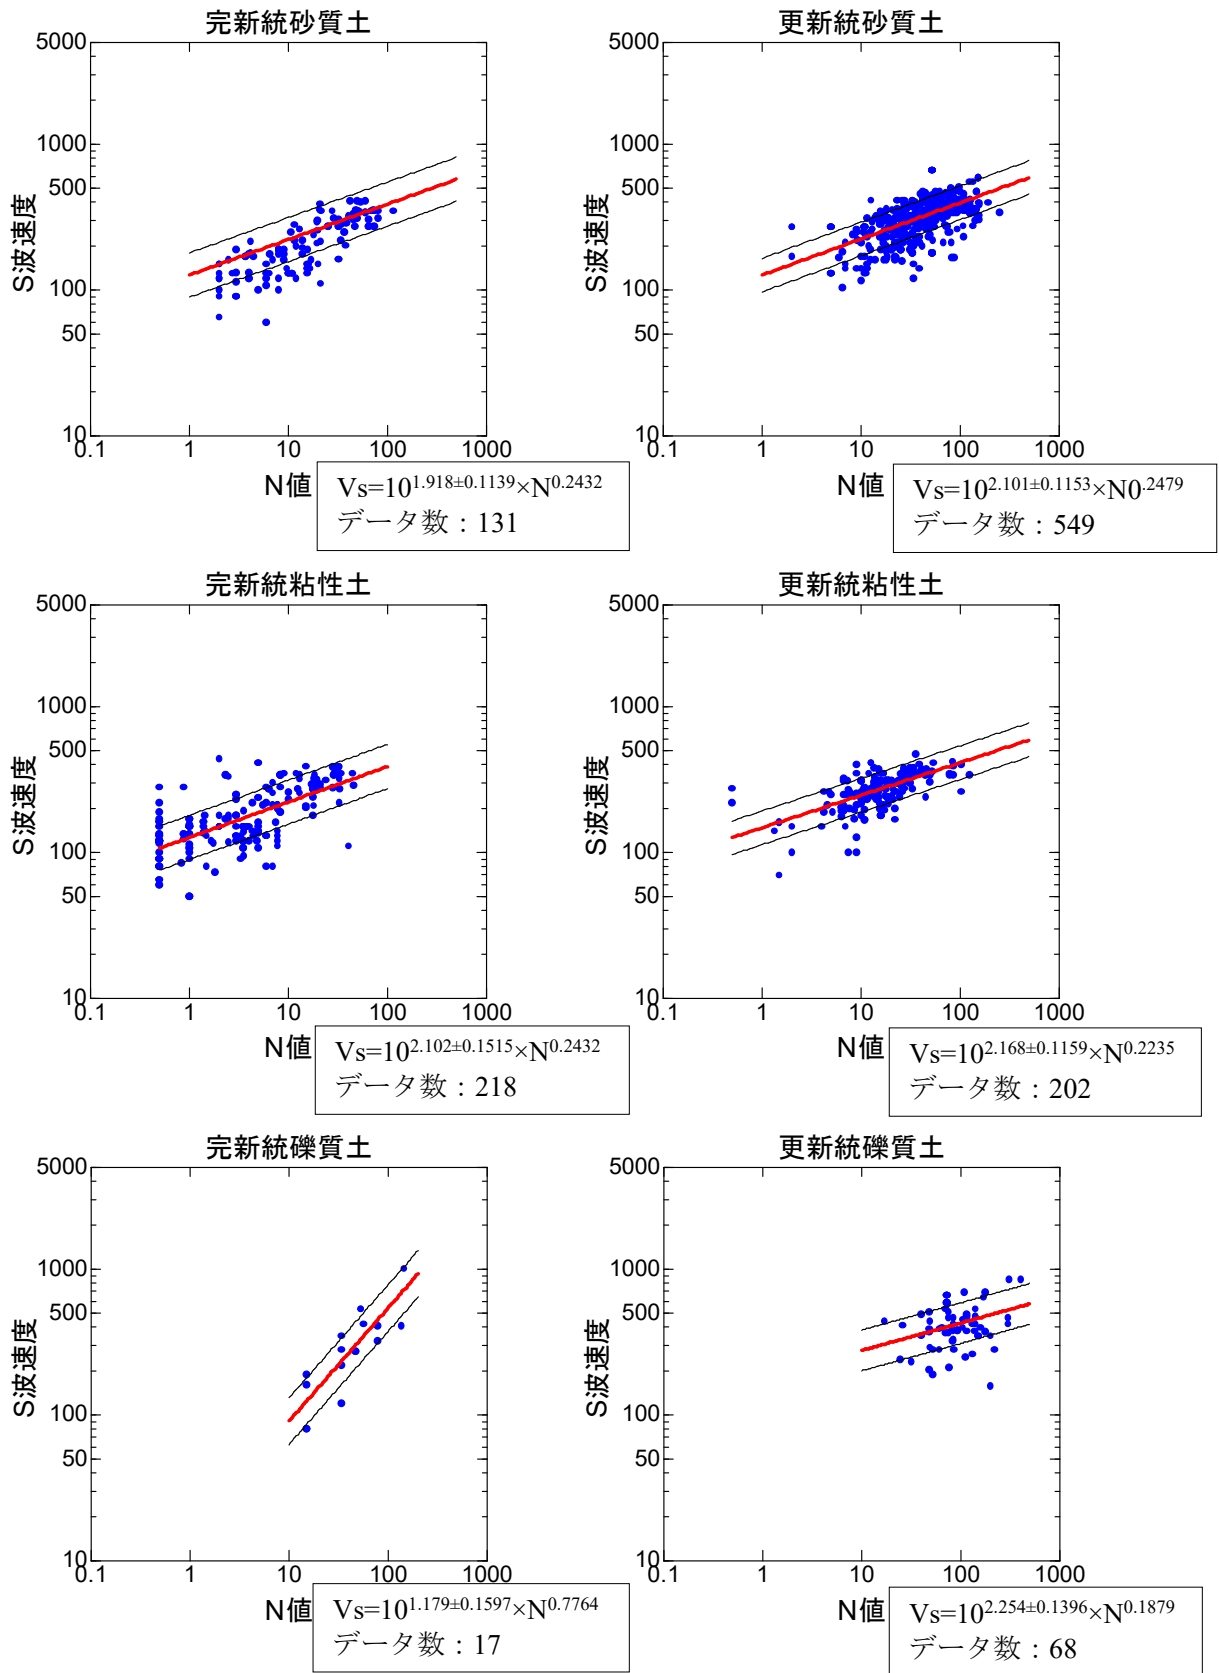 完新統砂質土
5000
1000
500
100
50
10
S波速度
0.1 1 10 100 1000
N値
Vs=10^1.918±0.1139×N^0.2432
データ数：131
更新統砂質土
5000
1000
500
100
50
10
S波速度
0.1 1 10 100 1000
N値
Vs=10^2.101±0.1153×N0^.2479
データ数：549
完新統粘性土
5000
1000
500
100
50
10
S波速度
0.1 1 10 100 1000
N値
Vs=10^2.102±0.1515×N^0.2432
データ数：218
更新統粘性土
5000
1000
500
100
50
10
S波速度
0.1 1 10 100 1000
N値
Vs=10^2.168±0.1159×N^0.2235
データ数：202
完新統礫質土
5000
1000
500
100
50
10
S波速度
0.1 1 10 100 1000
N値
Vs=10^1.179±0.1597×N^0.7764
データ数：17
更新統礫質土
5000
1000
500
100
50
10
S波速度
0.1 1 10 100 1000
N値
Vs=10^2.254±0.1396×N^0.1879
データ数：68